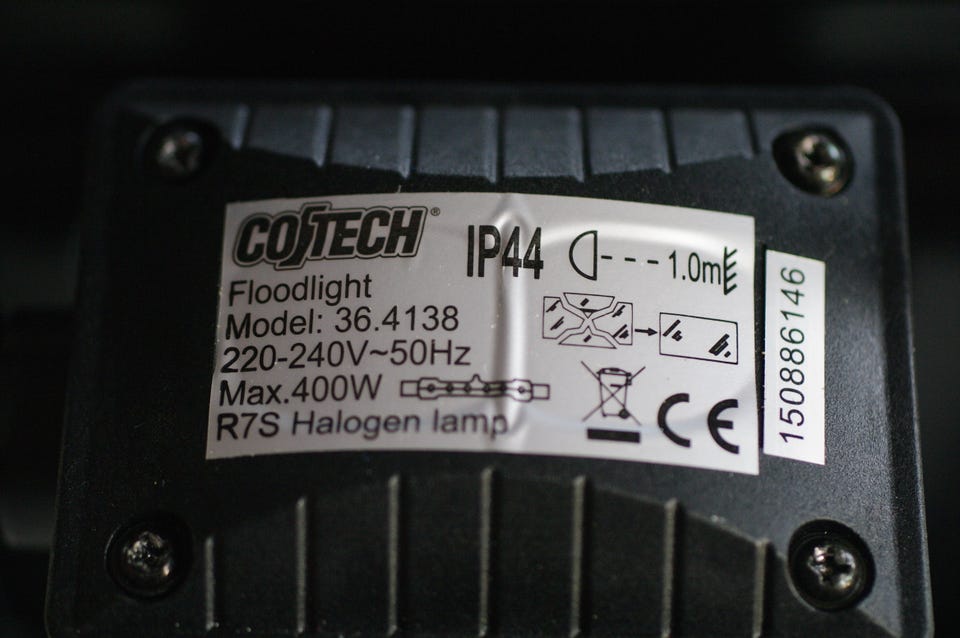 COTECH®
IP44
1.0m
Floodlight
Model: 36.4138
220-240V~50Hz
Max.400W
R7S Halogen lamp
CE
150886146